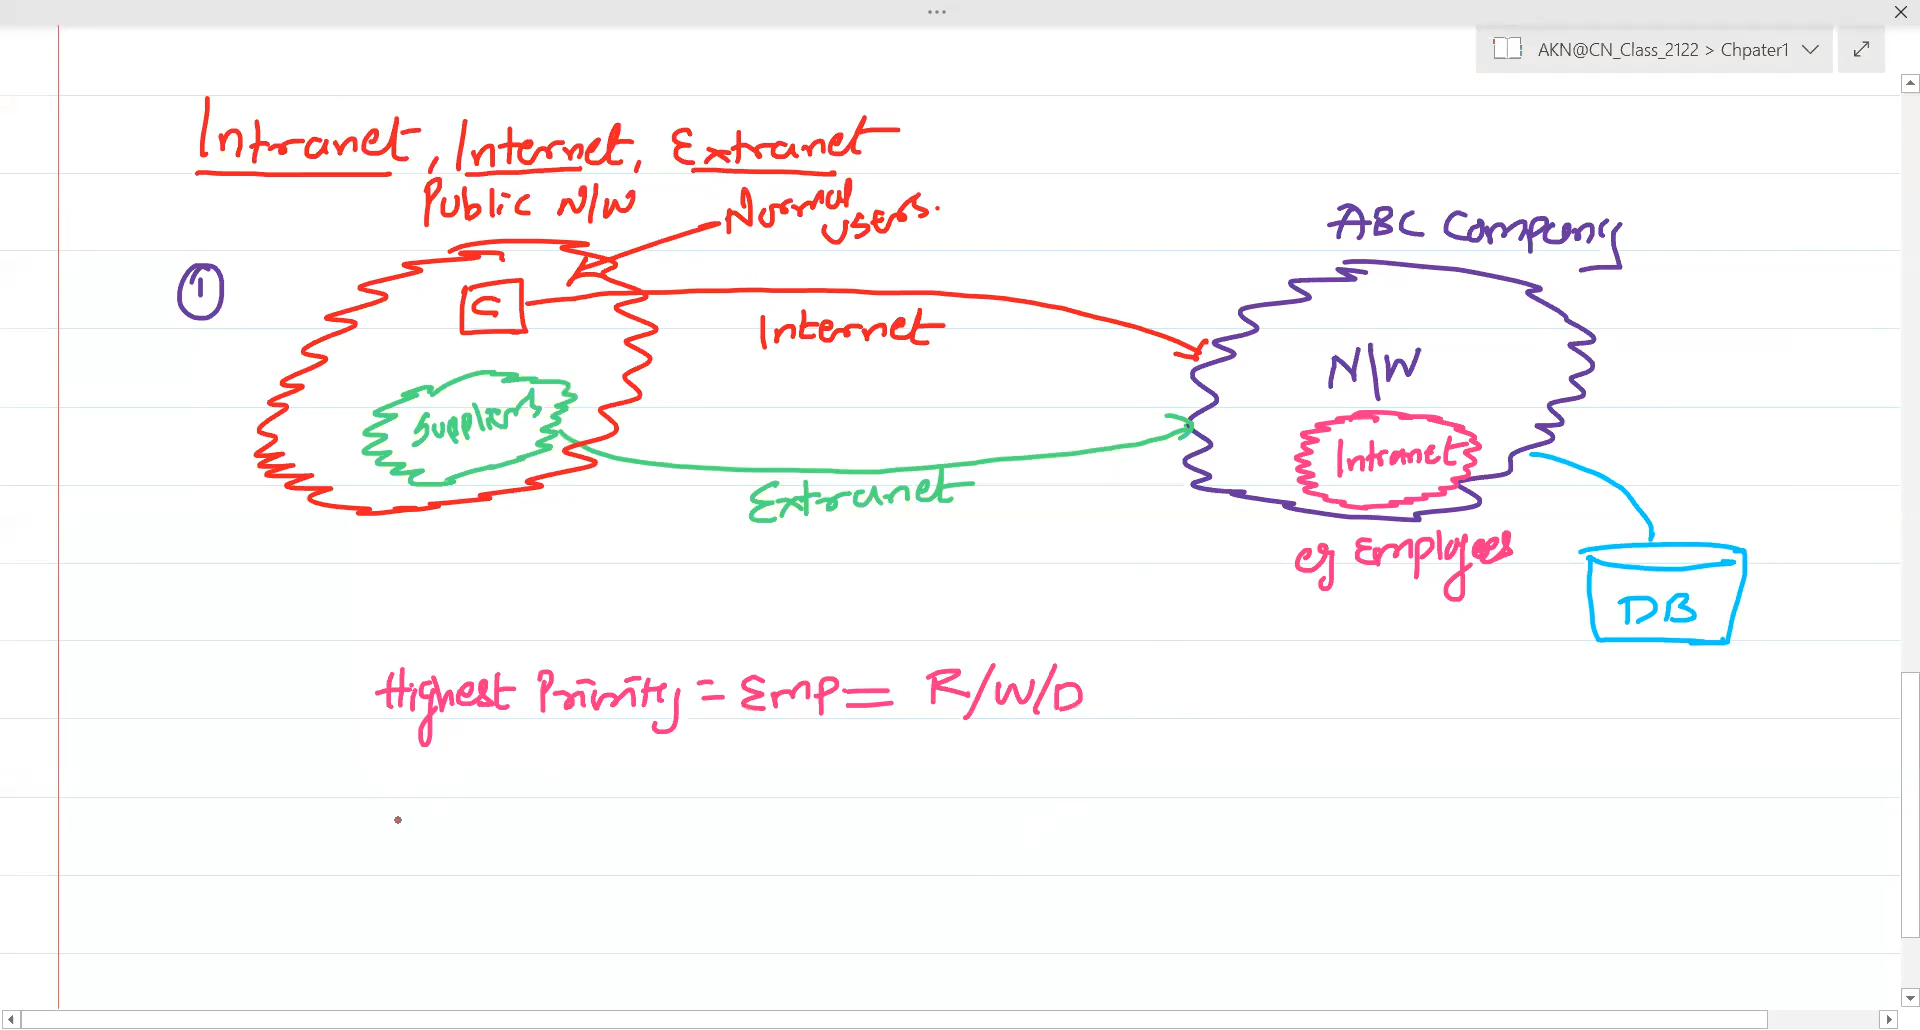 AKN@CN_Class_2122 > Chpater1
Intranet, Internet, Extranet
Public N/W
Normal users.
ABC Company
1
C
Internet
N/W
Suppliers
Intranet
Extranet
eg Employees
DB
Highest Priority = Emp = R/W/D